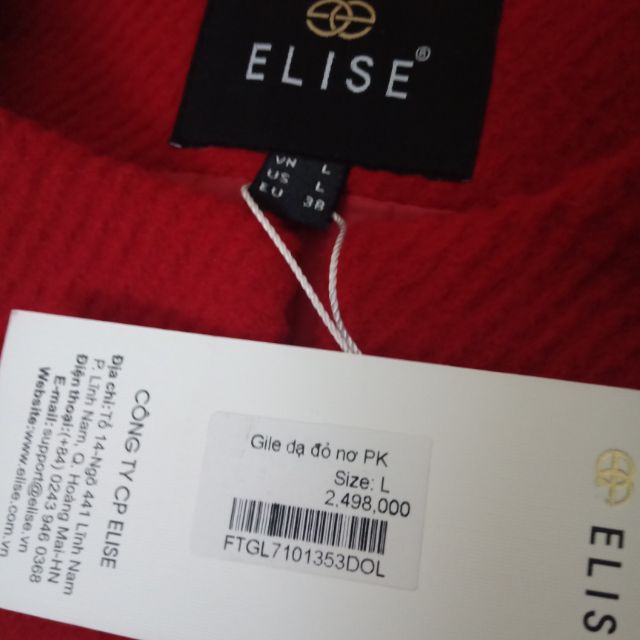 ELISE®
VN L
US L
EU 38
CÔNG TY CP ELISE
Địa chỉ:Tổ 14-Ngõ 441 Lĩnh Nam
P. Lĩnh Nam, Q. Hoàng Mai-HN
Điện thoại:(+84) 0243 946 0368
E-mail: support@elise.vn
Website:www.elise.com.vn
Gile dạ đỏ nơ PK
Size: L
2,498,000
FTGL7101353DOL
ELIS